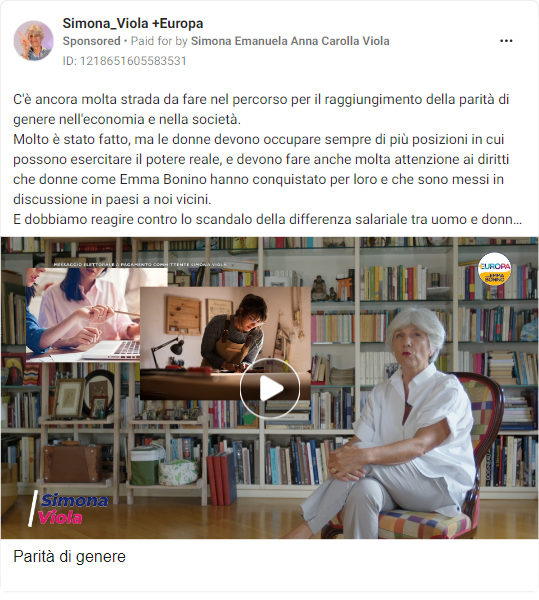 Simona_Viola +Europa
Sponsored • Paid for by Simona Emanuela Anna Carolla Viola
ID: 1218651605583531
C'è ancora molta strada da fare nel percorso per il raggiungimento della parità di
genere nell'economia e nella società.
Molto è stato fatto, ma le donne devono occupare sempre di più posizioni in cui
possono esercitare il potere reale, e devono fare anche molta attenzione ai diritti
che donne come Emma Bonino hanno conquistato per loro e che sono messi in
discussione in paesi a noi vicini.
E dobbiamo reagire contro lo scandalo della differenza salariale tra uomo e donn...
MESSAGGIO ELETTORALE A PAGAMENTO COMMITTENTE SIMONA VIOLA
+EUROPA
EMMA
BONINO
Simona
Viola
Parità di genere